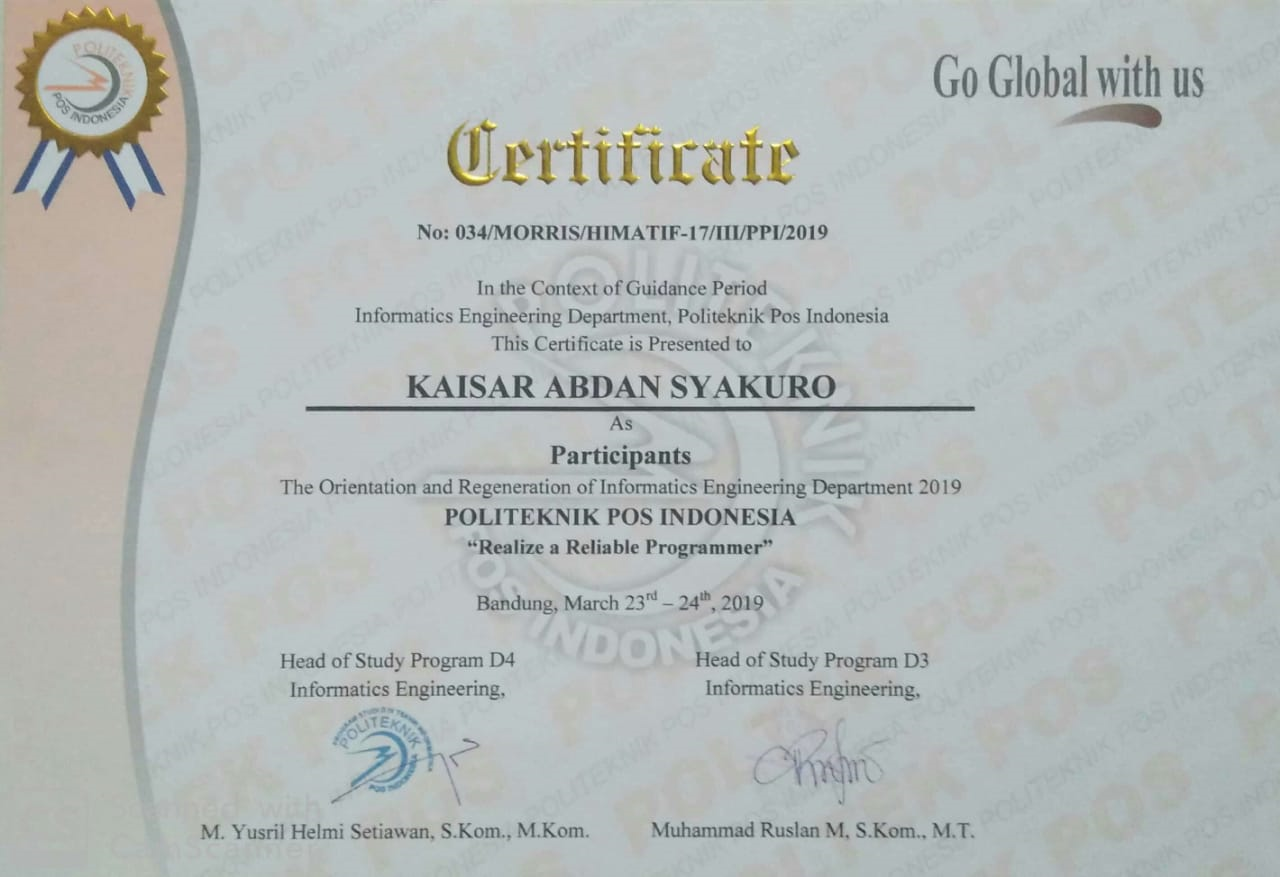 POLITEKNIK
POS INDONESIA
Go Global with us
Certificate
No: 034/MORRIS/HIMATIF-17/III/PPI/2019
In the Context of Guidance Period
Informatics Engineering Department, Politeknik Pos Indonesia
This Certificate is Presented to
KAISAR ABDAN SYAKURO
As
Participants
The Orientation and Regeneration of Informatics Engineering Department 2019
POLITEKNIK POS INDONESIA
“Realize a Reliable Programmer”
Bandung, March 23rd – 24th, 2019
Head of Study Program D4
Informatics Engineering,
Head of Study Program D3
Informatics Engineering,
POLITEKNIK
POS INDONESIA
M. Yusril Helmi Setiawan, S.Kom., M.Kom.
Muhammad Ruslan M, S.Kom., M.T.
Scanned with
CamScanner